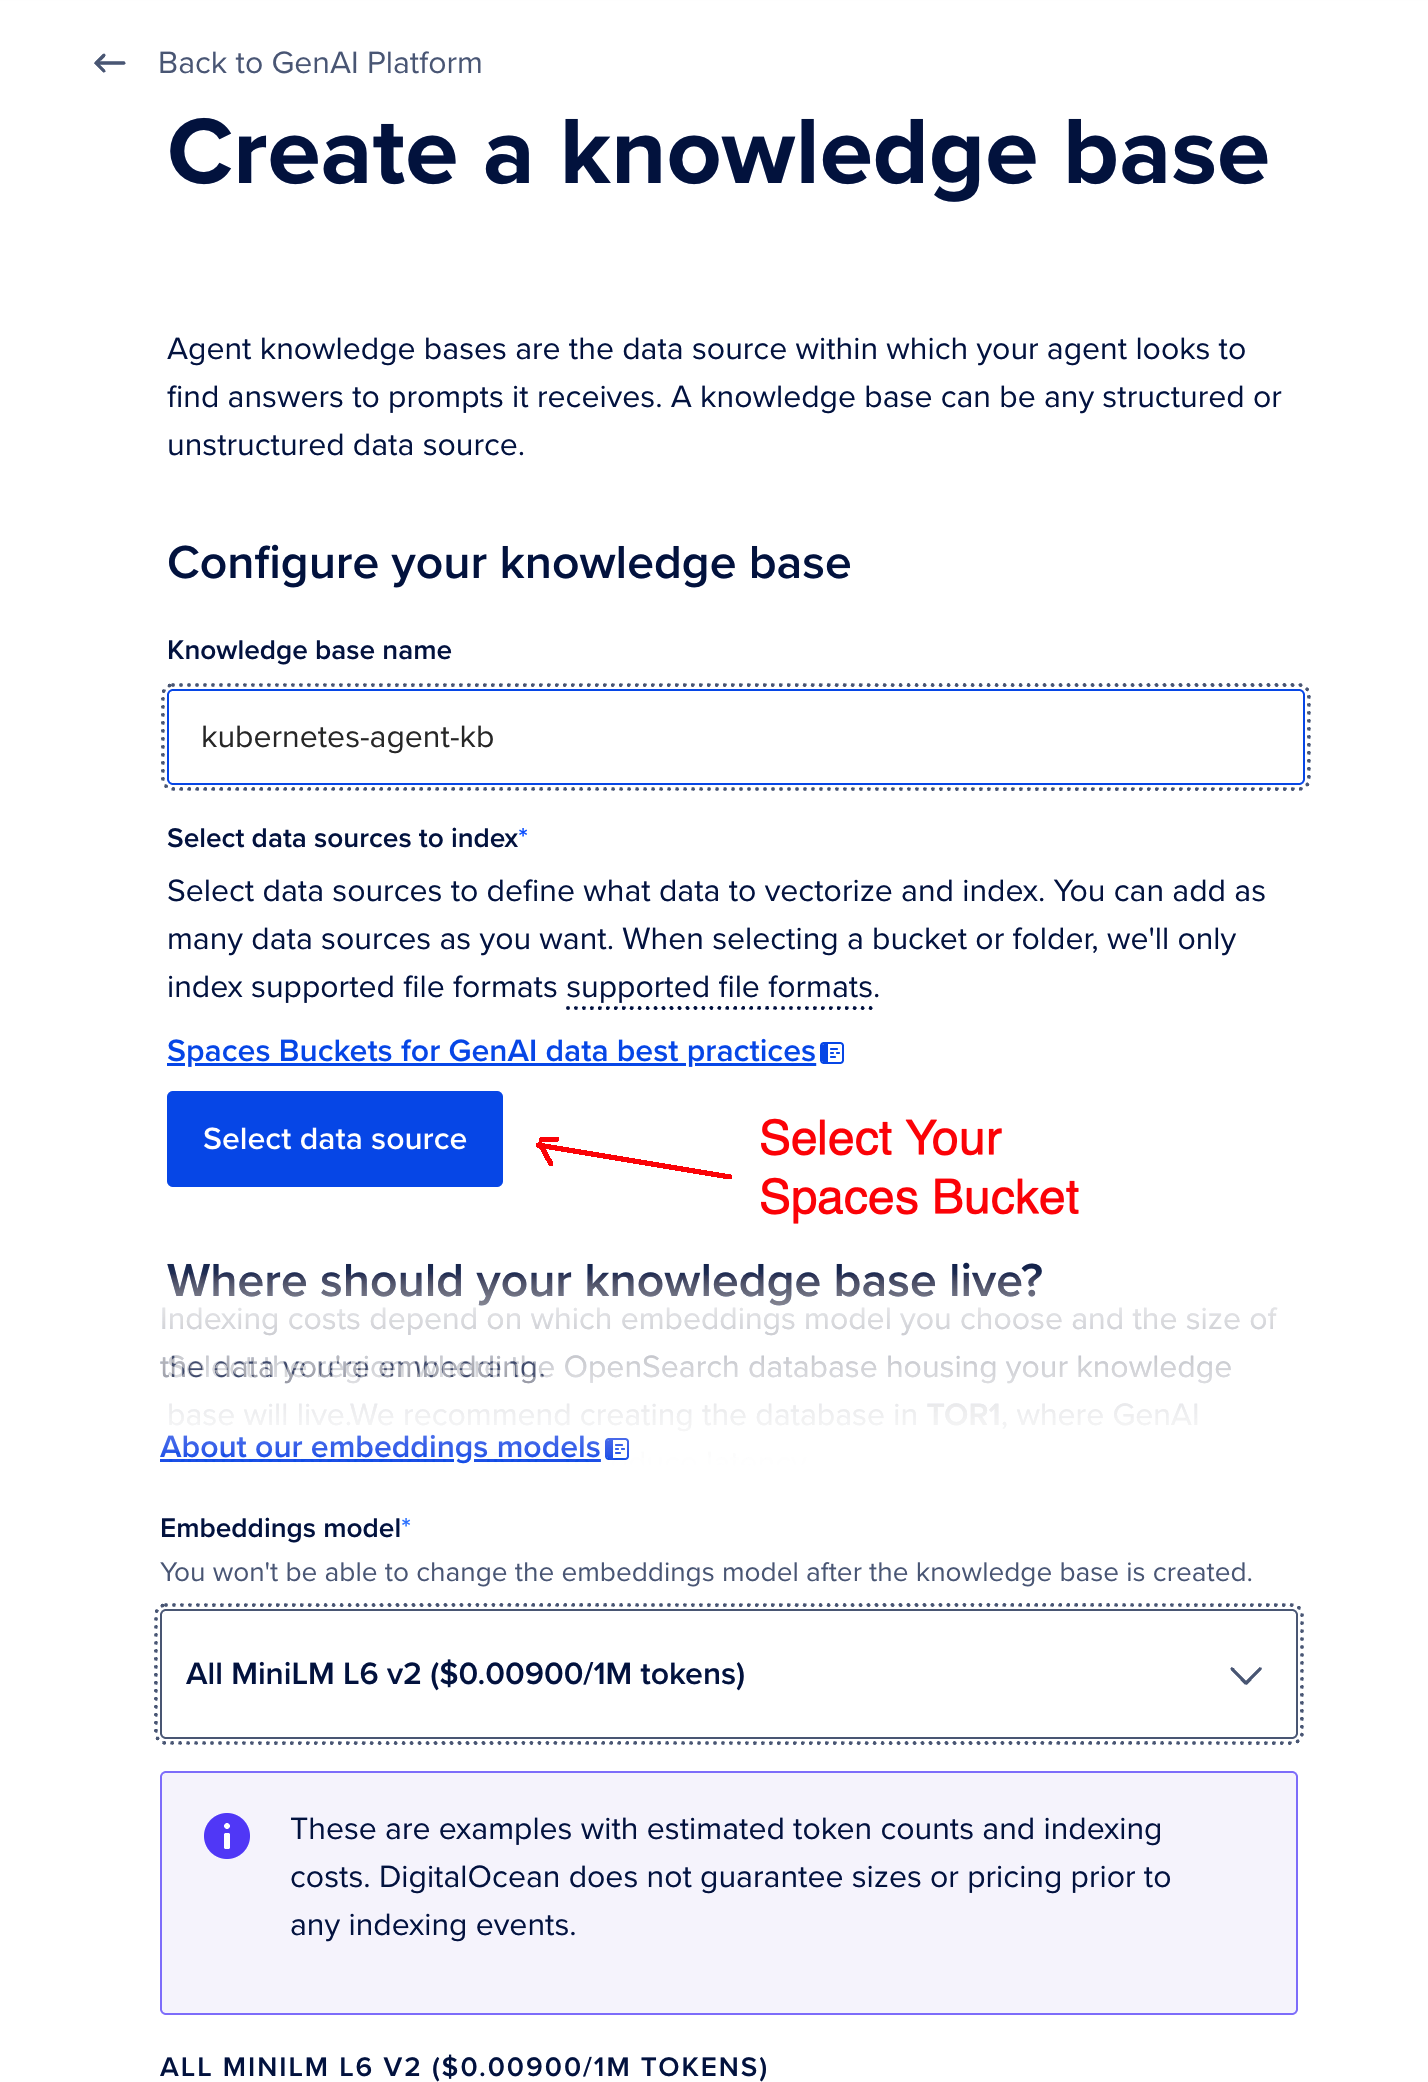 Back to GenAI Platform
Create a knowledge base
Agent knowledge bases are the data source within which your agent looks to
find answers to prompts it receives. A knowledge base can be any structured or
unstructured data source.
Configure your knowledge base
Knowledge base name
kubernetes-agent-kb
Select data sources to index*
Select data sources to define what data to vectorize and index. You can add as
many data sources as you want. When selecting a bucket or folder, we'll only
index supported file formats supported file formats.
Spaces Buckets for GenAI data best practices
Select data source
Select Your
Spaces Bucket
Where should your knowledge base live?
Indexing costs depend on which embeddings model you choose and the size of
the data you're embedding.
OpenSearch database housing your knowledge
base will live.We recommend creating the database in TOR1, where GenAI
About our embeddings models
Embeddings model*
You won't be able to change the embeddings model after the knowledge base is created.
All MiniLM L6 v2 ($0.00900/1M tokens)
These are examples with estimated token counts and indexing
costs. DigitalOcean does not guarantee sizes or pricing prior to
any indexing events.
ALL MINILM L6 V2 ($0.00900/1M TOKENS)